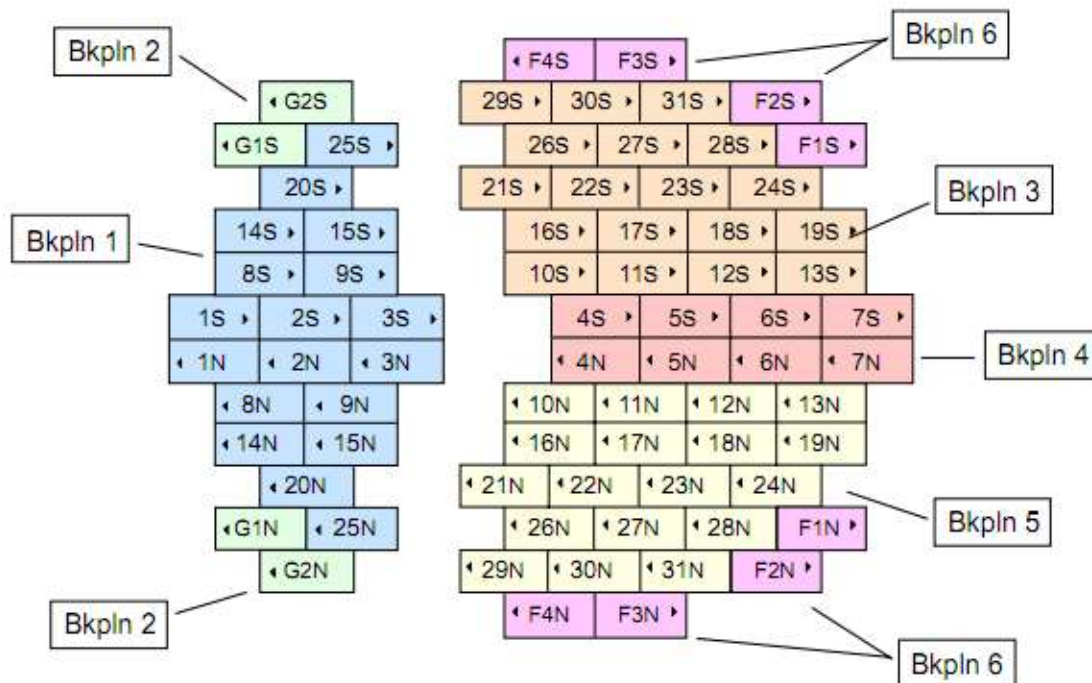 Bkpln 2 Bkpln 6
F4S F3S
G2S 29S 30S 31S F2S
G1S 25S 26S 27S 28S F1S
20S 21S 22S 23S 24S Bkpln 3
Bkpln 1 14S 15S 16S 17S 18S 19S
8S 9S 10S 11S 12S 13S
1S 2S 3S 4S 5S 6S 7S
1N 2N 3N 4N 5N 6N 7N Bkpln 4
8N 9N 10N 11N 12N 13N
14N 15N 16N 17N 18N 19N
20N 21N 22N 23N 24N
G1N 25N 26N 27N 28N F1N Bkpln 5
G2N 29N 30N 31N F2N
Bkpln 2 F4N F3N
Bkpln 6